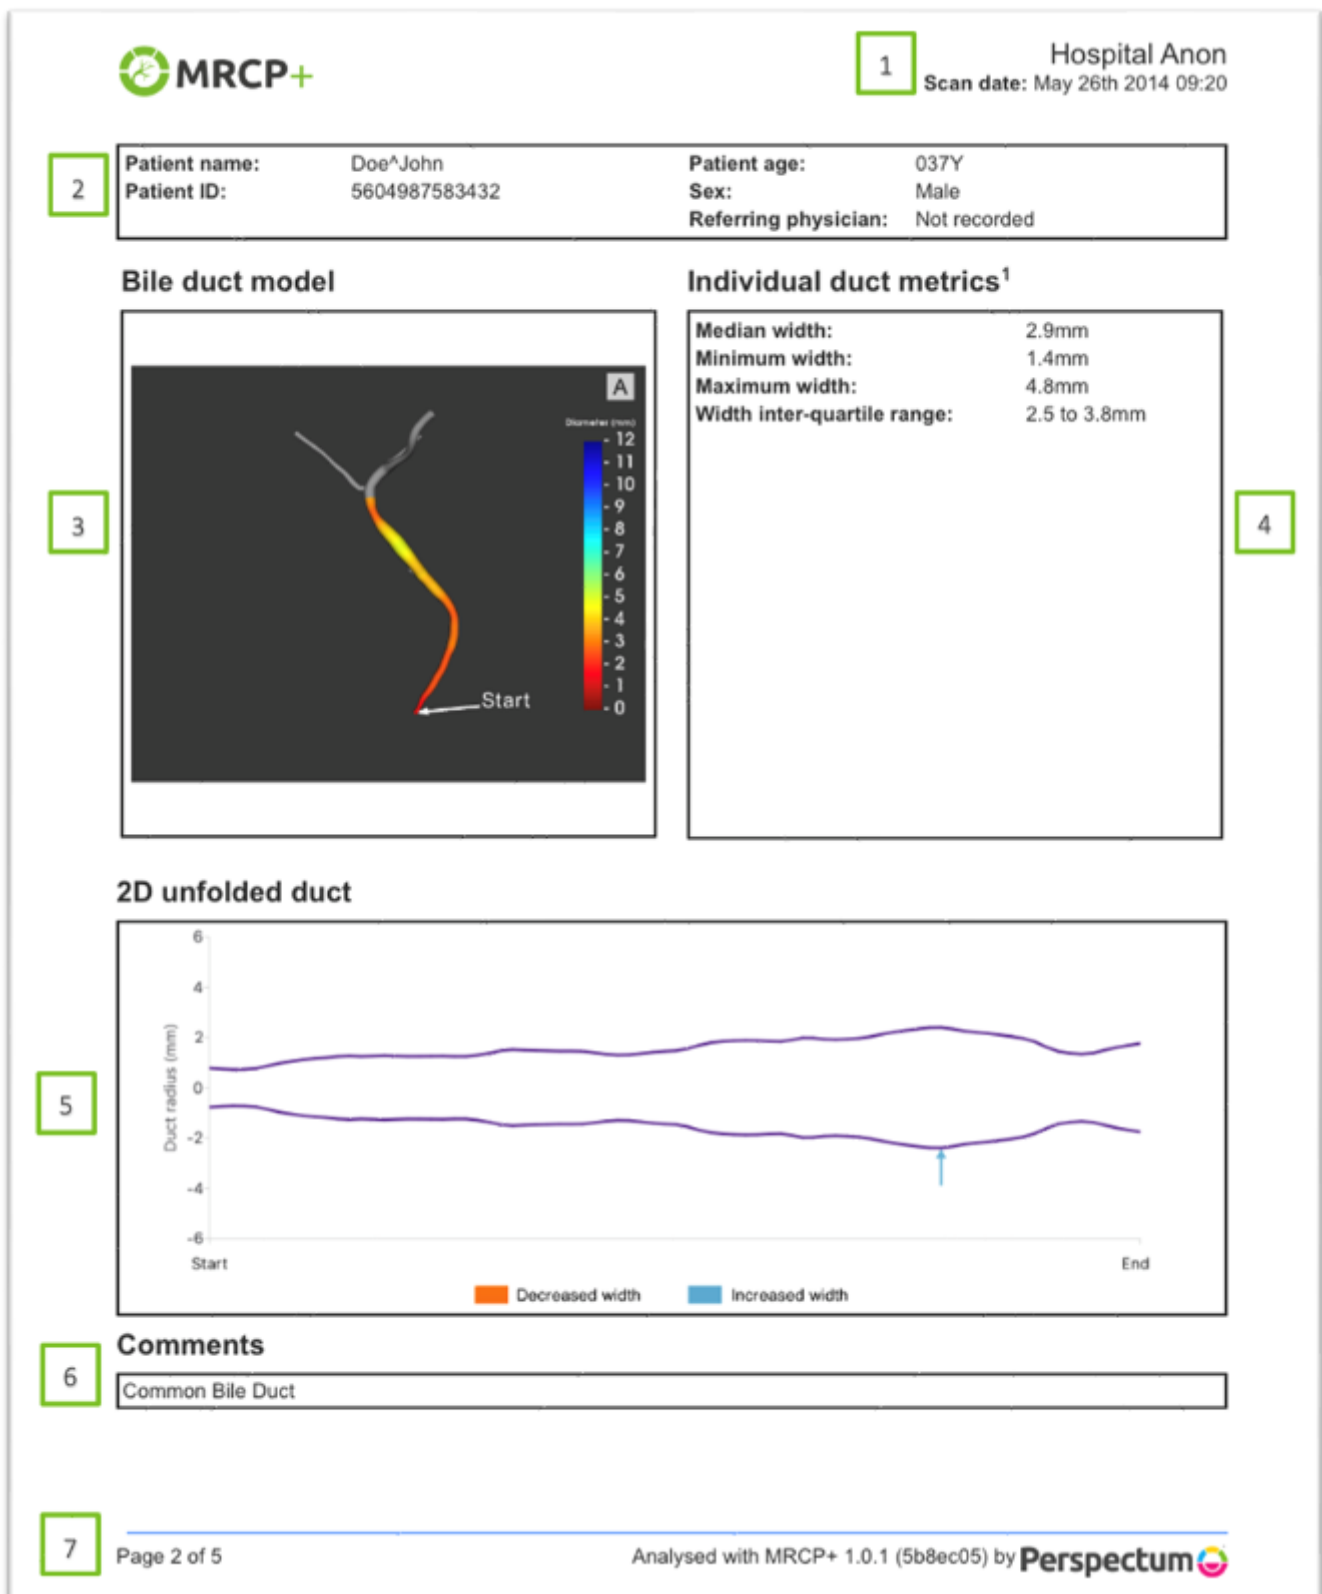 MRCP+
1
Hospital Anon
Scan date: May 26th 2014 09:20
2
Patient name: Doe^John
Patient ID: 5604987583432
Patient age: 037Y
Sex: Male
Referring physician: Not recorded
Bile duct model
3
A
Diameter (mm)
12
11
10
9
8
7
6
5
4
3
2
1
0
Start
Individual duct metrics¹
Median width: 2.9mm
Minimum width: 1.4mm
Maximum width: 4.8mm
Width inter-quartile range: 2.5 to 3.8mm
4
2D unfolded duct
5
Duct radius (mm)
6
4
2
0
-2
-4
-6
Start End
Decreased width Increased width
Comments
6
Common Bile Duct
7
Page 2 of 5
Analysed with MRCP+ 1.0.1 (5b8ec05) by Perspectum